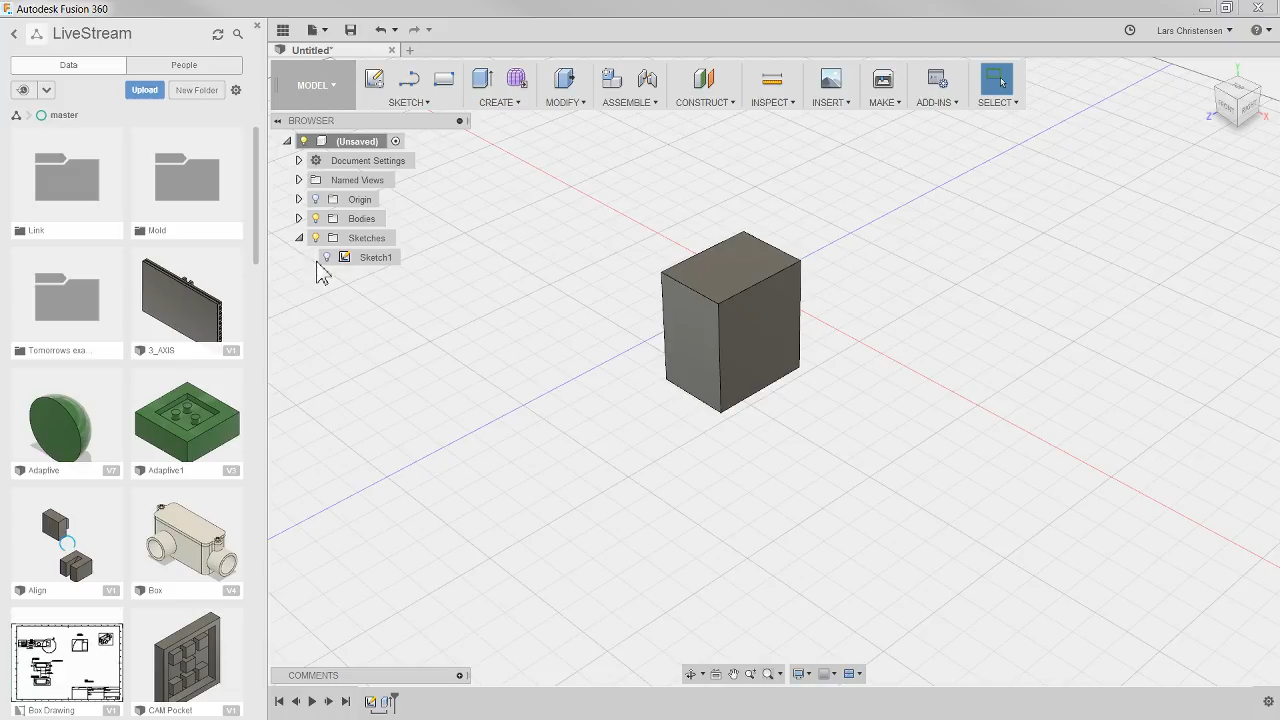 Autodesk Fusion 360
LiveStream
Data
People
Upload
New Folder
master
Link
Mold
Tomorrows exa...
3_AXIS
V1
Adaptive
V7
Adaptive1
V3
Align
V1
Box
V4
Box Drawing
V1
CAM Pocket
V1
Untitled*
Lars Christensen
MODEL
SKETCH
CREATE
MODIFY
ASSEMBLE
CONSTRUCT
INSPECT
INSERT
MAKE
ADD-INS
SELECT
BROWSER
(Unsaved)
Document Settings
Named Views
Origin
Bodies
Sketches
Sketch1
Y
Z
X
FRONT
RIGHT
COMMENTS